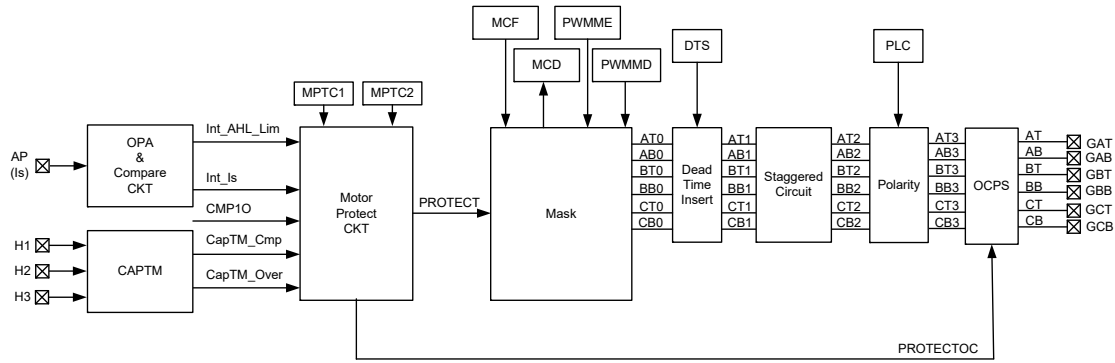 MCF
PWMME
DTS
PLC
MCD
PWMMD
MPTC1
MPTC2
AP
(Is)
OPA
&
Compare
CKT
Int_AHL_Lim
Int_Is
CMP1O
CapTM_Cmp
CapTM_Over
H1
H2
H3
CAPTM
Motor
Protect
CKT
PROTECT
Mask
AT0
AB0
BT0
BB0
CT0
CB0
Dead
Time
Insert
AT1
AB1
BT1
BB1
CT1
CB1
Staggered
Circuit
AT2
AB2
BT2
BB2
CT2
CB2
Polarity
AT3
AB3
BT3
BB3
CT3
CB3
OCPS
AT
AB
BT
BB
CT
CB
GAT
GAB
GBT
GBB
GCT
GCB
PROTECTOC